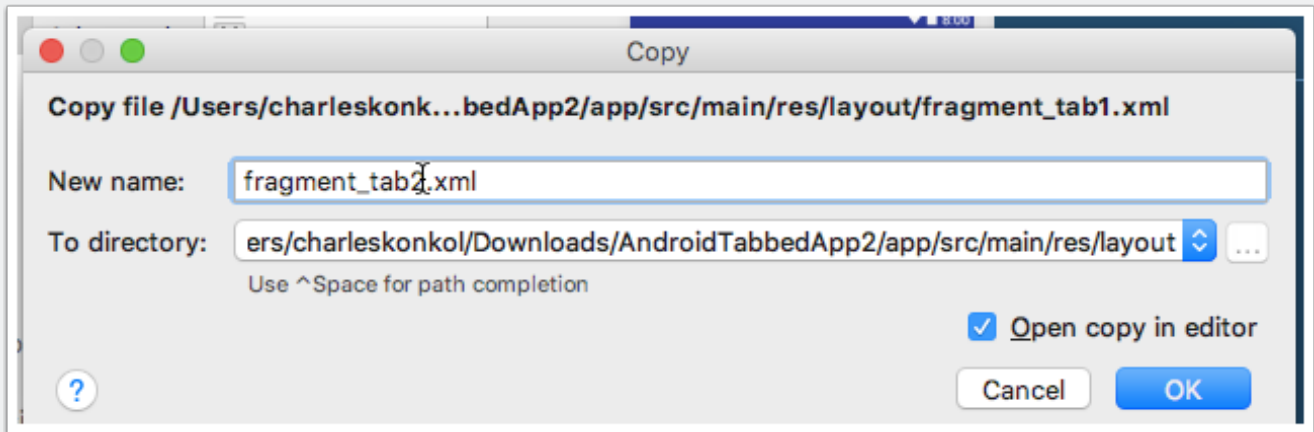 8:00
Copy
Copy file /Users/charleskonk...bedApp2/app/src/main/res/layout/fragment_tab1.xml
New name: fragment_tab2.xml
To directory: ers/charleskonkol/Downloads/AndroidTabbedApp2/app/src/main/res/layout ...
Use ^Space for path completion
Open copy in editor
? Cancel OK